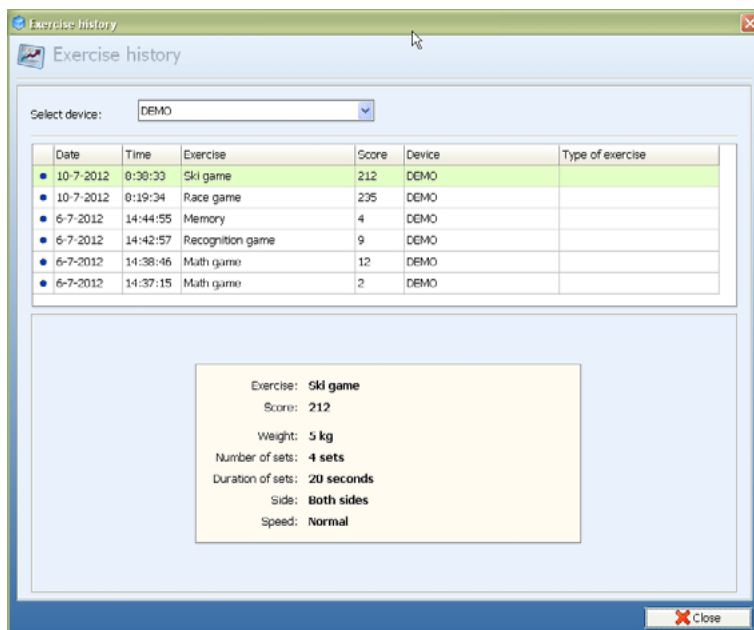 Exercise history
Exercise history
Select device: DEMO
Date Time Exercise Score Device Type of exercise
10-7-2012 8:38:33 Ski game 212 DEMO
10-7-2012 8:19:34 Race game 235 DEMO
6-7-2012 14:44:55 Memory 4 DEMO
6-7-2012 14:42:57 Recognition game 9 DEMO
6-7-2012 14:38:46 Math game 12 DEMO
6-7-2012 14:37:15 Math game 2 DEMO
Exercise: Ski game
Score: 212
Weight: 5 kg
Number of sets: 4 sets
Duration of sets: 20 seconds
Side: Both sides
Speed: Normal
Close